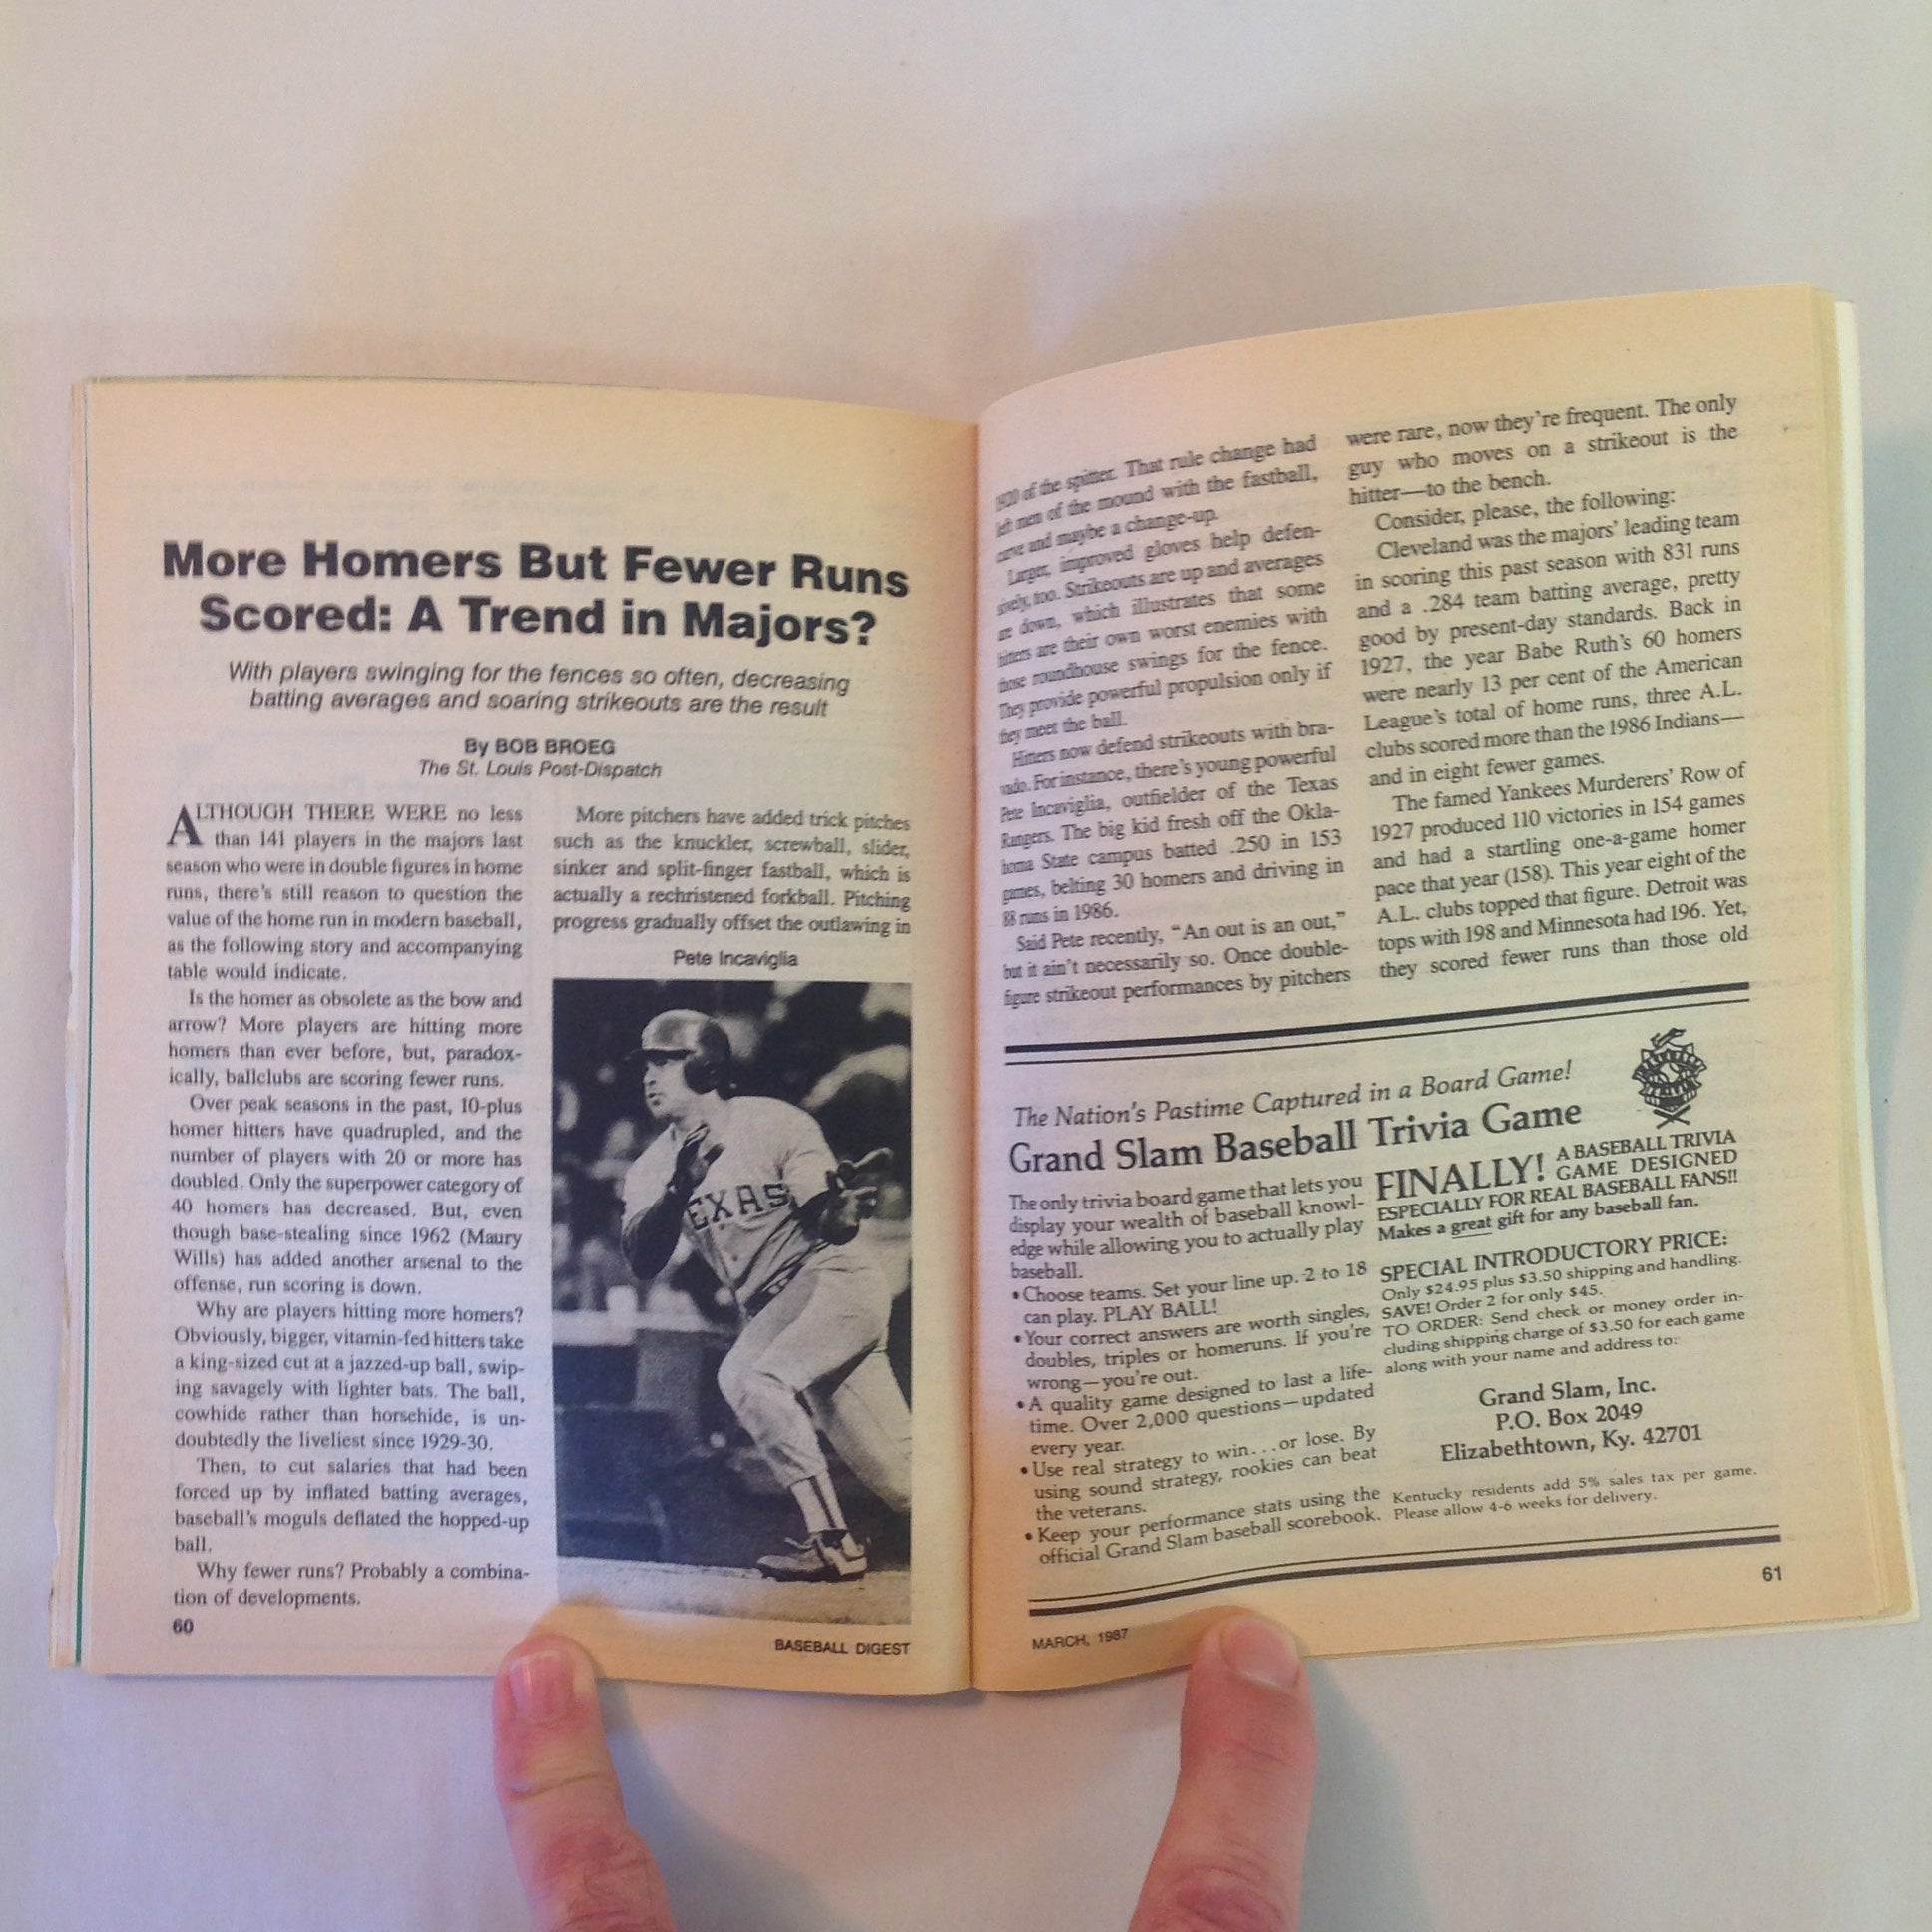 More Homers But Fewer Runs
Scored: A Trend in Majors?
With players swinging for the fences so often, decreasing
batting averages and soaring strikeouts are the result
By BOB BROEG
The St. Louis Post-Dispatch
ALTHOUGH THERE WERE no less
than 141 players in the majors last
season who were in double figures in home
runs, there's still reason to question the
value of the home run in modern baseball,
as the following story and accompanying
table would indicate.
Is the homer as obsolete as the bow and
arrow? More players are hitting more
homers than ever before, but, paradox-
ically, ballclubs are scoring fewer runs.
Over peak seasons in the past, 10-plus
homer hitters have quadrupled, and the
number of players with 20 or more has
doubled. Only the superpower category of
40 homers has decreased. But, even
though base-stealing since 1962 (Maury
Wills) has added another arsenal to the
offense, run scoring is down.
Why are players hitting more homers?
Obviously, bigger, vitamin-fed hitters take
a king-sized cut at a jazzed-up ball, swip-
ing savagely with lighter bats. The ball,
cowhide rather than horsehide, is un-
doubtedly the liveliest since 1929-30.
Then, to cut salaries that had been
forced up by inflated batting averages,
baseball's moguls deflated the hopped-up
ball.
Why fewer runs? Probably a combina-
tion of developments.
60
More pitchers have added trick pitches
such as the knuckler, screwball, slider,
sinker and split-finger fastball, which is
actually a rechristened forkball. Pitching
progress gradually offset the outlawing in
Pete Incaviglia
EXAS
BASEBALL DIGEST
1920 of the spitter. That rule change had
left men of the mound with the fastball,
curve and maybe a change-up.
Larger, improved gloves help defen-
sively, too. Strikeouts are up and averages
are down, which illustrates that some
hitters are their own worst enemies with
those roundhouse swings for the fence.
They provide powerful propulsion only if
they meet the ball.
Hitters now defend strikeouts with bra-
vado. For instance, there's young powerful
Pete Incaviglia, outfielder of the Texas
Rangers. The big kid fresh off the Okla-
homa State campus batted .250 in 153
games, belting 30 homers and driving in
88 runs in 1986.
Said Pete recently, "An out is an out,"
but it ain't necessarily so. Once double-
figure strikeout performances by pitchers
were rare, now they're frequent. The only
guy who moves on a strikeout is the
hitter—to the bench.
Consider, please, the following:
Cleveland was the majors' leading team
in scoring this past season with 831 runs
and a .284 team batting average, pretty
good by present-day standards. Back in
1927, the year Babe Ruth's 60 homers
were nearly 13 per cent of the American
League's total of home runs, three A.L.
clubs scored more than the 1986 Indians—
and in eight fewer games.
The famed Yankees Murderers' Row of
1927 produced 110 victories in 154 games
and had a startling one-a-game homer
pace that year (158). This year eight of the
A.L. clubs topped that figure. Detroit was
tops with 198 and Minnesota had 196. Yet,
they scored fewer runs than those old
The Nation's Pastime Captured in a Board Game!
Grand Slam Baseball Trivia Game
The only trivia board game that lets you
display your wealth of baseball knowl-
edge while allowing you to actually play
baseball.
• Choose teams. Set your line up. 2 to 18
can play. PLAY BALL!
• Your correct answers are worth singles,
doubles, triples or homeruns. If you're
wrong—you're out.
• A quality game designed to last a life-
time. Over 2,000 questions—updated
every year.
• Use real strategy to win...or lose. By
using sound strategy, rookies can beat
the veterans.
• Keep your performance stats using the
official Grand Slam baseball scorebook.
FINALLY! A BASEBALL TRIVIA
GAME DESIGNED
ESPECIALLY FOR REAL BASEBALL FANS!!
Makes a great gift for any baseball fan.
SPECIAL INTRODUCTORY PRICE:
Only $24.95 plus $3.50 shipping and handling.
SAVE! Order 2 for only $45.
TO ORDER: Send check or money order in-
cluding shipping charge of $3.50 for each game
along with your name and address to:
Grand Slam, Inc.
P.O. Box 2049
Elizabethtown, Ky. 42701
Kentucky residents add 5% sales tax per game.
Please allow 4-6 weeks for delivery.
MARCH, 1987
61